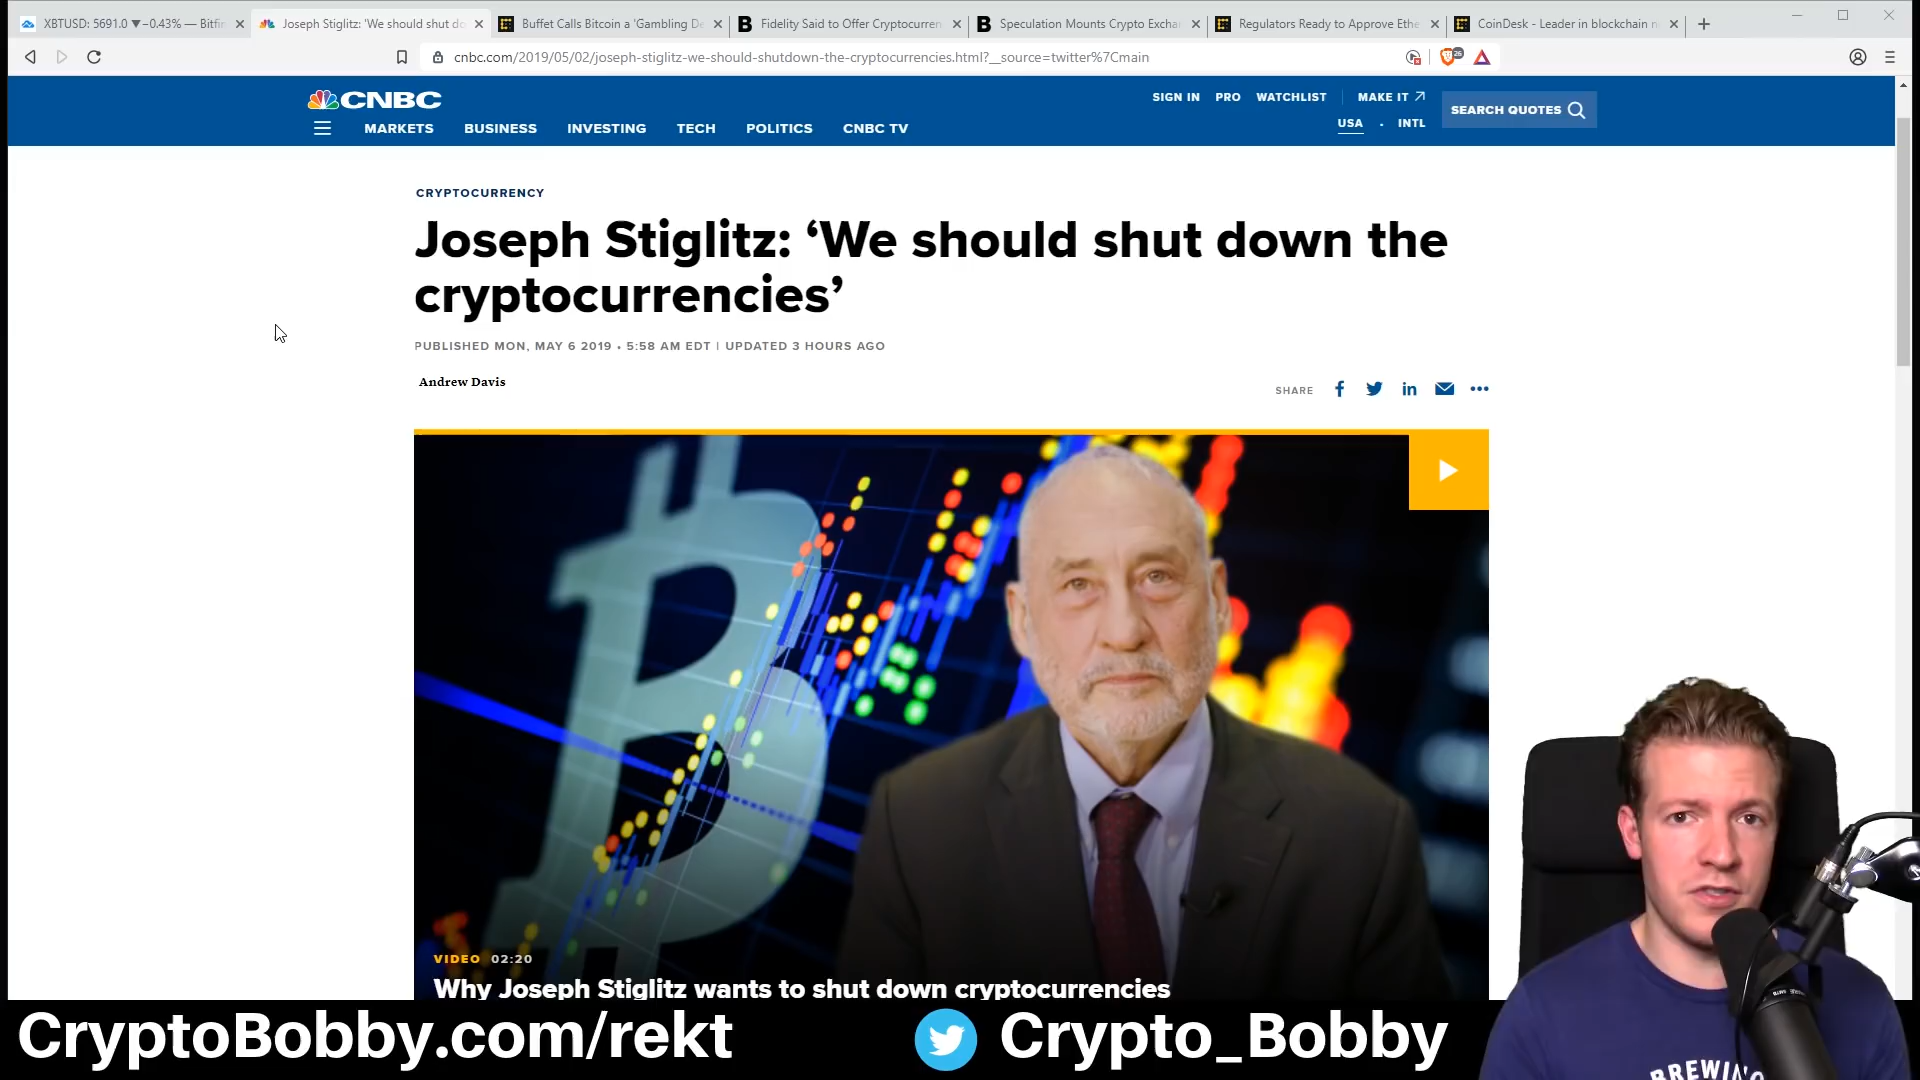 XBTUSD: 5691.0 ▼−0.43% — Bitfin
Joseph Stiglitz: 'We should shut do
Buffet Calls Bitcoin a 'Gambling De
Fidelity Said to Offer Cryptocurren
Speculation Mounts Crypto Excha
Regulators Ready to Approve Ethe
CoinDesk - Leader in blockchain n
cnbc.com/2019/05/02/joseph-stiglitz-we-should-shutdown-the-cryptocurrencies.html?__source=twitter%7Cmain
26
CNBC
SIGN IN PRO WATCHLIST MAKE IT
SEARCH QUOTES
USA · INTL
MARKETS BUSINESS INVESTING TECH POLITICS CNBC TV
CRYPTOCURRENCY
Joseph Stiglitz: ‘We should shut down the
cryptocurrencies’
PUBLISHED MON, MAY 6 2019 • 5:58 AM EDT | UPDATED 3 HOURS AGO
Andrew Davis
SHARE
VIDEO 02:20
Why Joseph Stiglitz wants to shut down cryptocurrencies
CryptoBobby.com/rekt
Crypto_Bobby